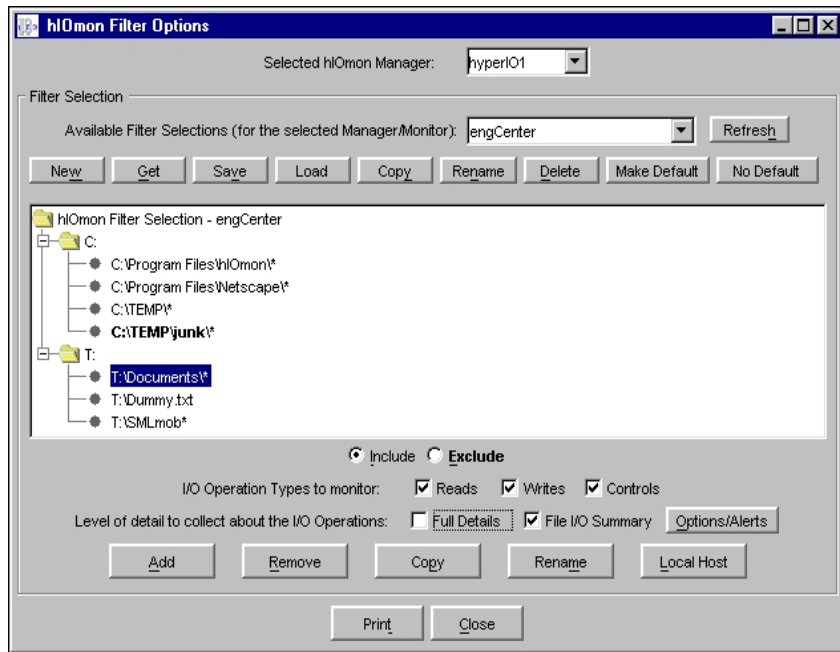 hIOmon Filter Options
Selected hIOmon Manager: hyperIO1
Filter Selection
Available Filter Selections (for the selected Manager/Monitor): engCenter Refresh
New Get Save Load Copy Rename Delete Make Default No Default
hIOmon Filter Selection - engCenter
C:
C:\Program Files\hIOmon\*
C:\Program Files\Netscape\*
C:\TEMP\*
C:\TEMP\junk\*
T:
T:\Documents\*
T:\Dummy.txt
T:\SMLmob*
Include Exclude
I/O Operation Types to monitor: Reads Writes Controls
Level of detail to collect about the I/O Operations: Full Details File I/O Summary Options/Alerts
Add Remove Copy Rename Local Host
Print Close